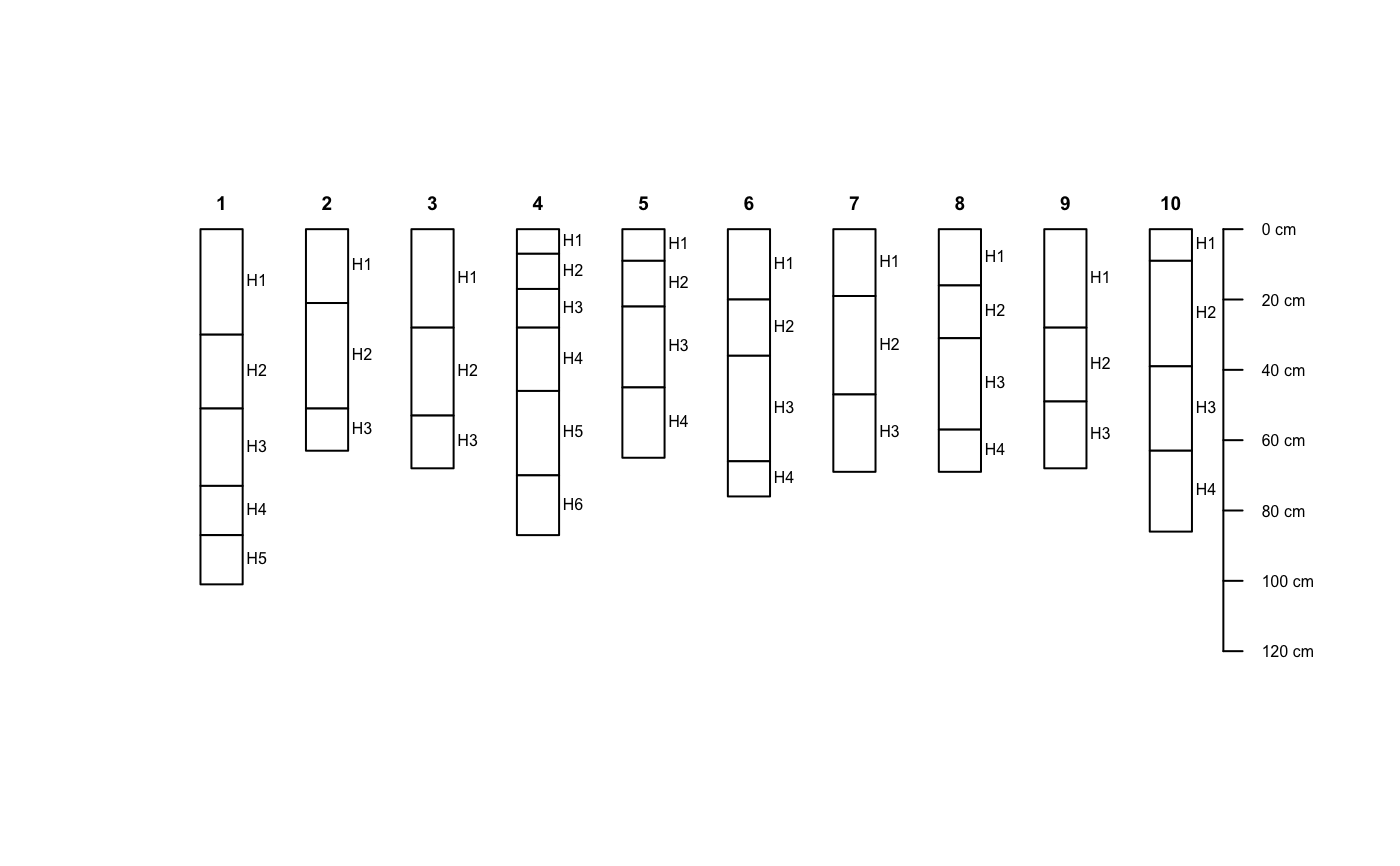 1 2 3 4 5 6 7 8 9 10
H1 H2 H3 H4 H5
H1 H2 H3
H1 H2 H3
H1 H2 H3 H4 H5 H6
H1 H2 H3 H4
H1 H2 H3 H4
H1 H2 H3
H1 H2 H3 H4
H1 H2 H3
H1 H2 H3 H4
0 cm
20 cm
40 cm
60 cm
80 cm
100 cm
120 cm